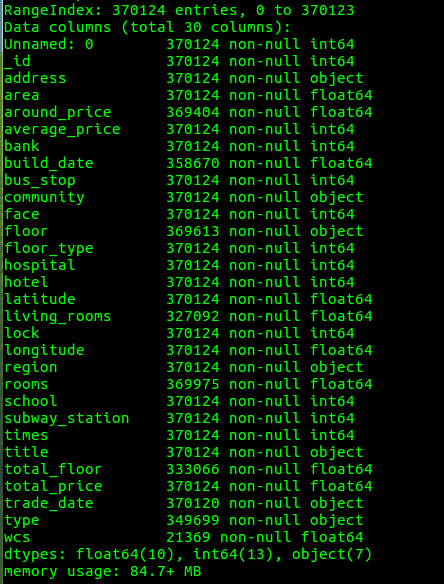 RangeIndex: 370124 entries, 0 to 370123
Data columns (total 30 columns):
Unnamed: 0        370124 non-null int64
_id               370124 non-null int64
address           370124 non-null object
area              370124 non-null float64
around_price      369404 non-null float64
average_price     370124 non-null int64
bank              370124 non-null int64
build_date        358670 non-null float64
bus_stop          370124 non-null int64
community         370124 non-null object
face              370124 non-null int64
floor             369613 non-null object
floor_type        370124 non-null int64
hospital          370124 non-null int64
hotel             370124 non-null int64
latitude          370124 non-null float64
living_rooms      327092 non-null float64
lock              370124 non-null int64
longitude         370124 non-null float64
region            370124 non-null object
rooms             369975 non-null float64
school            370124 non-null int64
subway_station    370124 non-null int64
times             370124 non-null int64
title             370124 non-null object
total_floor       333066 non-null float64
total_price       370124 non-null float64
trade_date        370120 non-null object
type              349699 non-null object
wcs               21369 non-null float64
dtypes: float64(10), int64(13), object(7)
memory usage: 84.7+ MB